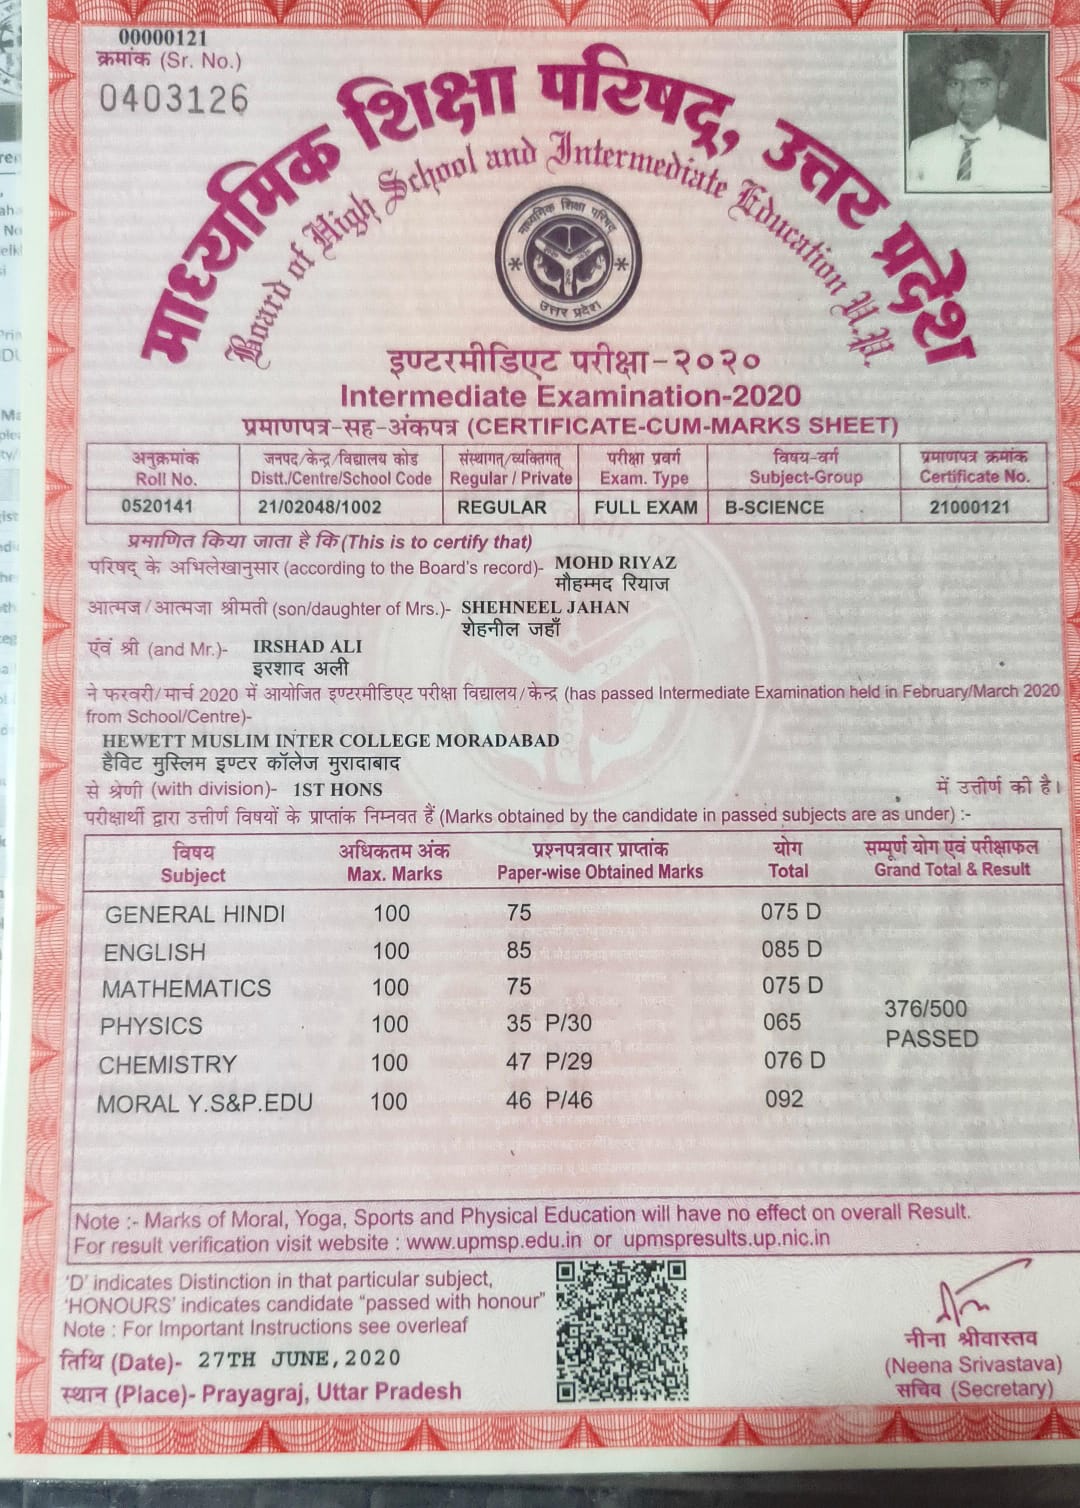 00000121
क्रमांक (Sr. No.)
0403126
माध्यमिक शिक्षा परिषद्, उत्तर प्रदेश
Board of High School and Intermediate Education U.P.
माध्यमिक शिक्षा परिषद्
उत्तर प्रदेश
इण्टरमीडिएट परीक्षा-२०२०
Intermediate Examination-2020
प्रमाणपत्र-सह-अंकपत्र (CERTIFICATE-CUM-MARKS SHEET)
अनुक्रमांक जनपद/केन्द्र/विद्यालय कोड संस्थागत्/व्यक्तिगत् परीक्षा प्रवर्ग विषय-वर्ग प्रमाणपत्र क्रमांक
Roll No. Distt./Centre/School Code Regular / Private Exam. Type Subject-Group Certificate No.
0520141 21/02048/1002 REGULAR FULL EXAM B-SCIENCE 21000121
प्रमाणित किया जाता है कि (This is to certify that)
परिषद् के अभिलेखानुसार (according to the Board's record)- MOHD RIYAZ
मौहम्मद रियाज
आत्मज/आत्मजा श्रीमती (son/daughter of Mrs.)- SHEHNEEL JAHAN
शेहनील जहाँ
एंवं श्री (and Mr.)- IRSHAD ALI
इरशाद अली
ने फरवरी/मार्च 2020 में आयोजित इण्टरमीडिएट परीक्षा विद्यालय/केन्द्र (has passed Intermediate Examination held in February/March 2020
from School/Centre)-
HEWETT MUSLIM INTER COLLEGE MORADABAD
हैविट मुस्लिम इण्टर कॉलेज मुरादाबाद
से श्रेणी (with division)- 1ST HONS में उत्तीर्ण की है।
परीक्षार्थी द्वारा उत्तीर्ण विषयों के प्राप्तांक निम्नवत हैं (Marks obtained by the candidate in passed subjects are as under) :-
विषय अधिकतम अंक प्रश्नपत्रवार प्राप्तांक योग सम्पूर्ण योग एवं परीक्षाफल
Subject Max. Marks Paper-wise Obtained Marks Total Grand Total & Result
GENERAL HINDI 100 75 075 D
ENGLISH 100 85 085 D
MATHEMATICS 100 75 075 D
376/500
PHYSICS 100 35 P/30 065
PASSED
CHEMISTRY 100 47 P/29 076 D
MORAL Y.S&P.EDU 100 46 P/46 092
Note :- Marks of Moral, Yoga, Sports and Physical Education will have no effect on overall Result.
For result verification visit website : www.upmsp.edu.in or upmspresults.up.nic.in
'D' indicates Distinction in that particular subject,
'HONOURS' indicates candidate "passed with honour"
Note : For Important Instructions see overleaf
तिथि (Date)- 27TH JUNE,2020
स्थान (Place)- Prayagraj, Uttar Pradesh
नीना श्रीवास्तव
(Neena Srivastava)
सचिव (Secretary)